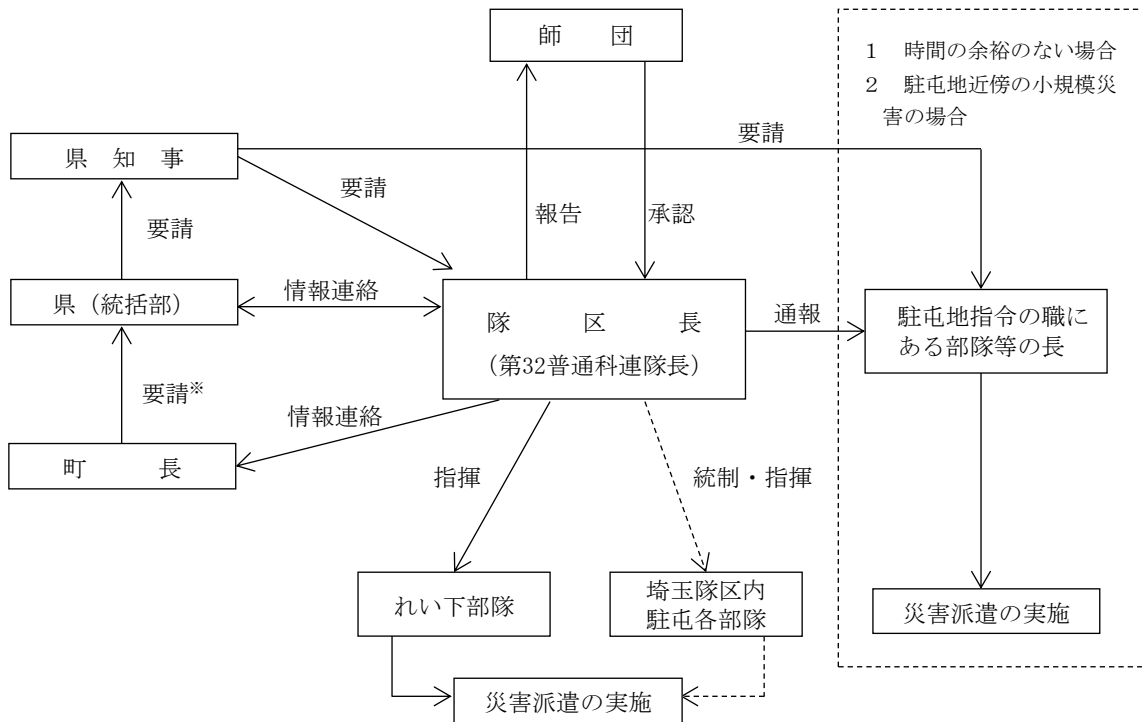 師　団
1　時間の余裕のない場合
2　駐屯地近傍の小規模災
害の場合
県　知　事
要請
要請
報告
承認
要請
県（統括部）
情報連絡
隊　区　長
（第32普通科連隊長）
通報
駐屯地指令の職に
ある部隊等の長
要請※
情報連絡
町　長
指揮
統制・指揮
れい下部隊
埼玉隊区内
駐屯各部隊
災害派遣の実施
災害派遣の実施